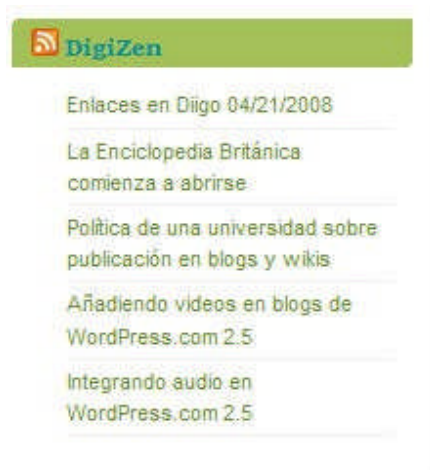 DigiZen
Enlaces en Diigo 04/21/2008
La Enciclopedia Británica
comienza a abrirse
Política de una universidad sobre
publicación en blogs y wikis
Añadiendo videos en blogs de
WordPress.com 2.5
Integrando audio en
WordPress.com 2.5